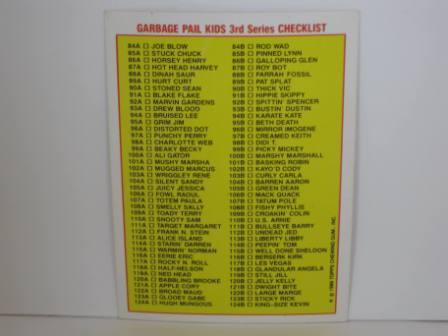 GARBAGE PAIL KIDS 3rd Series CHECKLIST
84A JOE BLOW
85A STUCK CHUCK
86A HORSEY HENRY
87A HOT HEAD HARVEY
88A DINAH SAUR
89A HURT CURT
90A STONED SEAN
91A BLAKE FLAKE
92A MARVIN GARDENS
93A DREW BLOOD
94A BRUISED LEE
95A GRIM JIM
96A DISTORTED DOT
97A PUNCHY PERRY
98A CHARLOTTE WEB
99A BEAKY BECKY
100A ALI GATOR
101A MUSHY MARSHA
102A MUGGED MARCUS
103A WRIGGLEY RENE
104A SILENT SANDY
105A JUICY JESSICA
106A FOWL RAOUL
107A TOTEM PAULA
108A SMELLY SALLY
109A TOADY TERRY
110A SNOOTY SAM
111A TARGET MARGARET
112A FRANK N. STEIN
113A ALICE ISLAND
114A STARIN' DARREN
115A WARMIN' NORMAN
116A EERIE ERIC
117A ROCKY N. ROLL
118A HALF-NELSON
119A NED HEAD
120A BABBLING BROOKE
121A APPLE CORY
122A BROAD MAUD
123A GLOOEY GABE
124A HUGH MUNGOUS
84B ROD WAD
85B PINNED LYNN
86B GALLOPING GLEN
87B ROY BOT
88B FARRAH FOSSIL
89B PAT SPLAT
90B THICK VIC
91B HIPPIE SKIPPY
92B SPITTIN' SPENCER
93B BUSTIN' DUSTIN
94B KARATE KATE
95B BETH DEATH
96B MIRROR IMOGENE
97B CREAMED KEITH
98B DIDI T.
99B PICKY MICKEY
100B MARSHY MARSHALL
101B BASKING ROBIN
102B KAYO'D CODY
103B CURLY CARLA
104B BARREN AARON
105B GREEN DEAN
106B MACK QUACK
107B TATUM POLE
108B FISHY PHYLLIS
109B CROAKIN' COLIN
110B U.S. ARNIE
111B BULLSEYE BARRY
112B UNDEAD JED
113B LIBERTY LIBBY
114B PEEPIN' TOM
115B WELL DONE SHELDON
116B BERSERK KIRK
117B LES VEGAS
118B GLANDULAR ANGELA
119B STILL JILL
120B JELLY KELLY
121B DWIGHT BITE
122B LARGE MARGE
123B STICKY RICK
124B KING-SIZE KEVIN
* © 1986 TOPPS CHEWING GUM, INC.